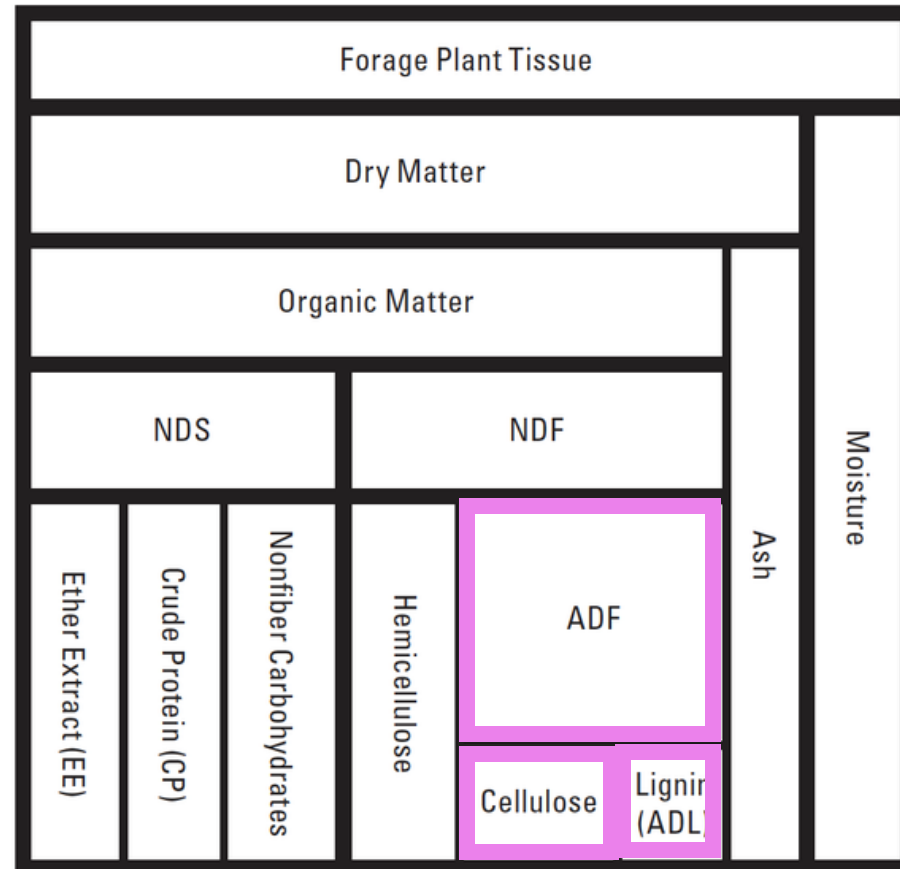 Forage Plant Tissue
Dry Matter
Organic Matter
NDS
NDF
Ether Extract (EE)
Crude Protein (CP)
Nonfiber Carbohydrates
Hemicellulose
ADF
Cellulose
Lignin
(ADL)
Ash
Moisture